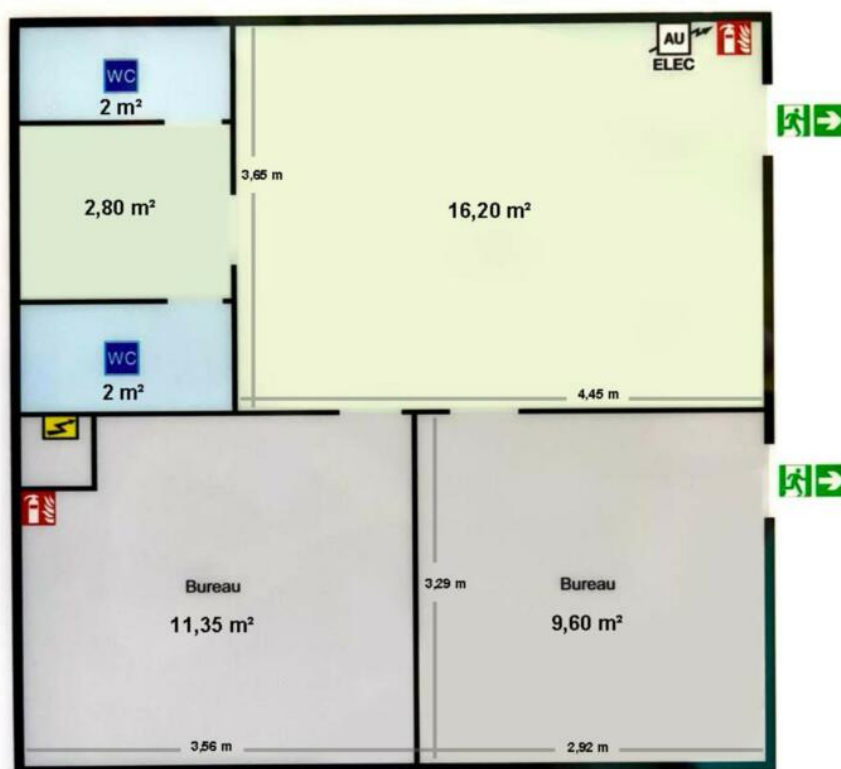 WC
2 m²
AU
ELEC
3,65 m
2,80 m²
16,20 m²
WC
2 m²
4,45 m
Bureau
11,35 m²
3,29 m
Bureau
9,60 m²
3,56 m
2,92 m